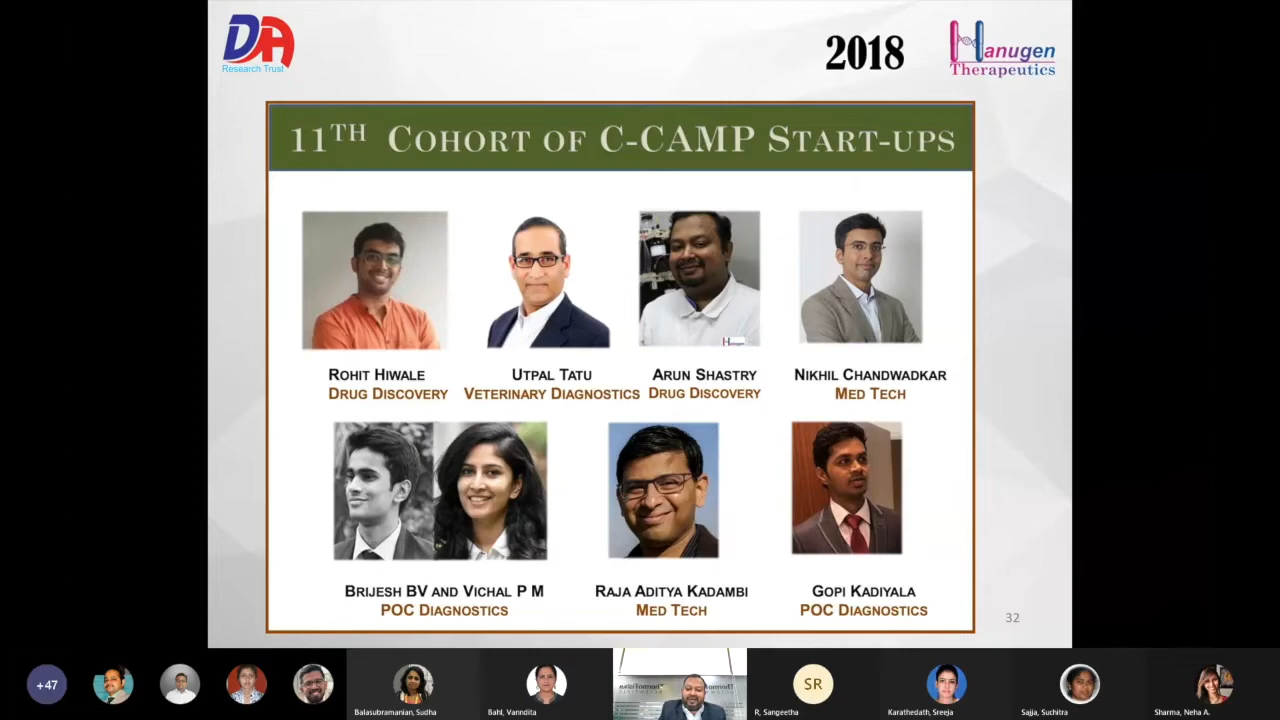 DA
Research Trust
2018
Hanugen
Therapeutics
11TH COHORT OF C-CAMP START-UPS
Hanugen
ROHIT HIWALE
DRUG DISCOVERY
UTPAL TATU
VETERINARY DIAGNOSTICS
ARUN SHASTRY
DRUG DISCOVERY
NIKHIL CHANDWADKAR
MED TECH
BRIJESH BV AND VICHAL P M
POC DIAGNOSTICS
RAJA ADITYA KADAMBI
MED TECH
GOPI KADIYALA
POC DIAGNOSTICS
32
+47
SR
Balasubramanian, Sudha
Bahl, Vanndita
R, Sangeetha
Karathedath, Sreeja
Sajja, Suchitra
Sharma, Neha A.